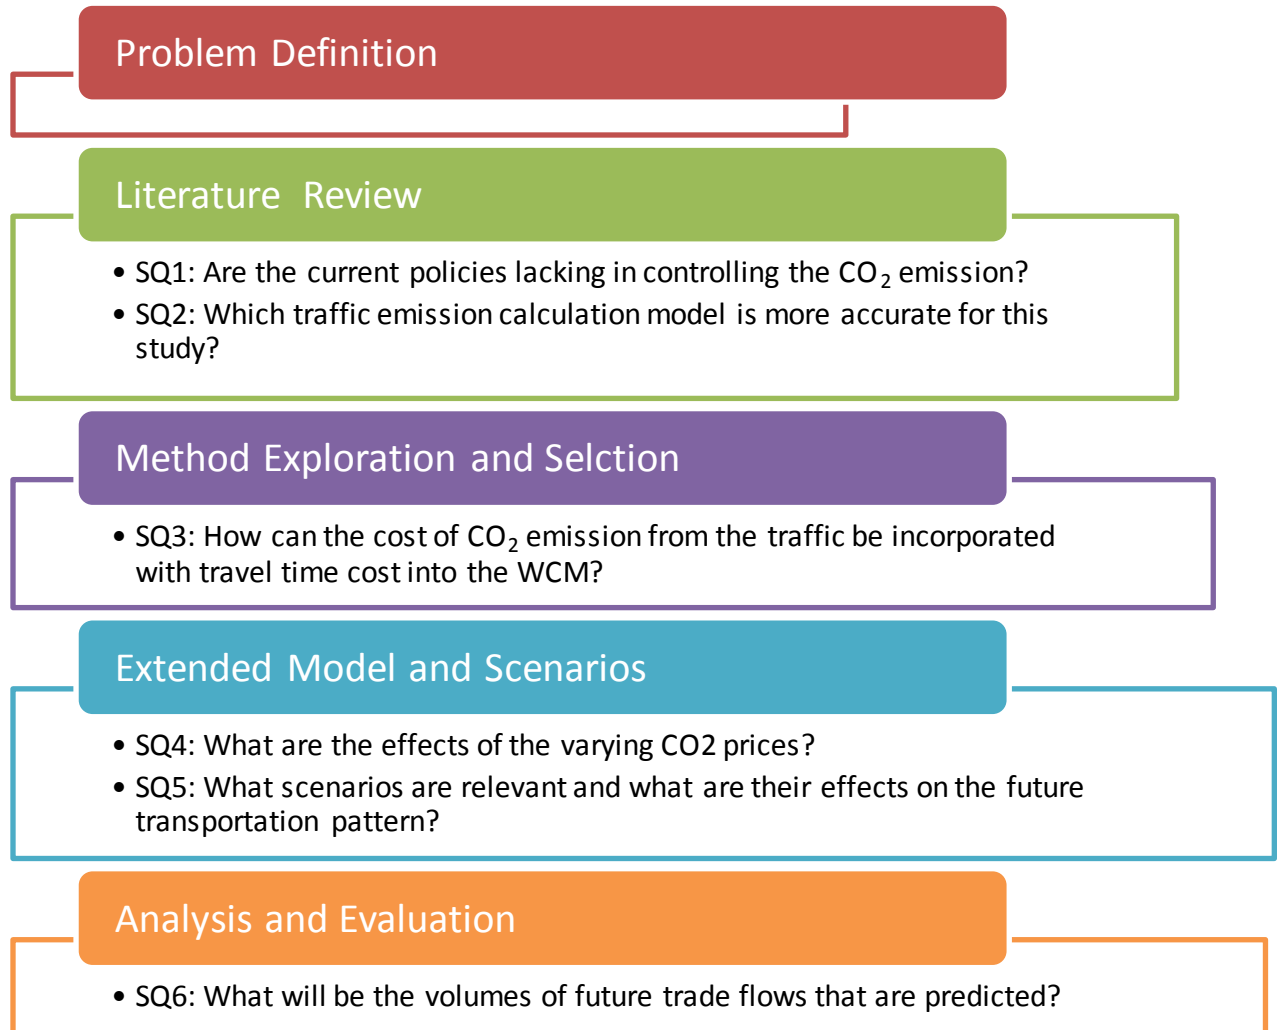 Problem Definition
Literature Review
• SQ1: Are the current policies lacking in controlling the CO₂ emission?
• SQ2: Which traffic emission calculation model is more accurate for this
study?
Method Exploration and Selction
• SQ3: How can the cost of CO₂ emission from the traffic be incorporated
with travel time cost into the WCM?
Extended Model and Scenarios
• SQ4: What are the effects of the varying CO2 prices?
• SQ5: What scenarios are relevant and what are their effects on the future
transportation pattern?
Analysis and Evaluation
• SQ6: What will be the volumes of future trade flows that are predicted?